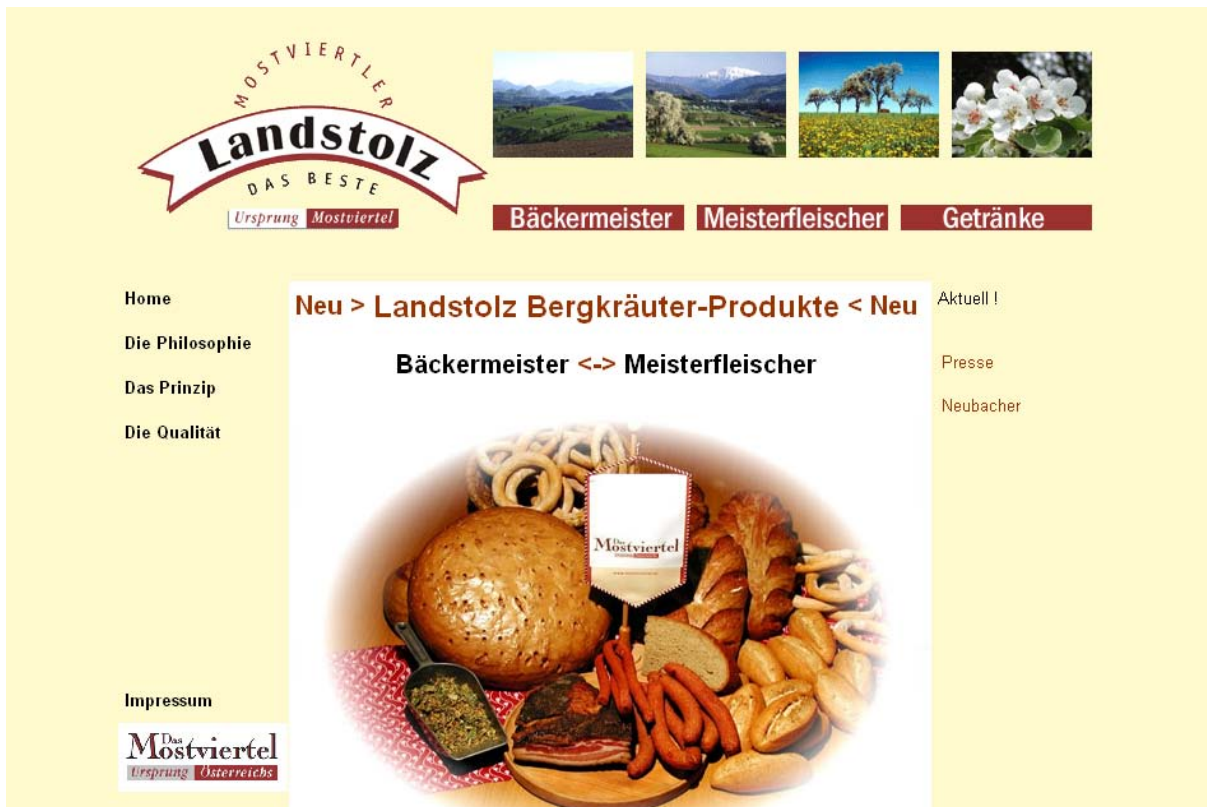 MOSTVIERTLER
Landstolz
DAS BESTE
Ursprung Mostviertel
Bäckermeister
Meisterfleischer
Getränke
Home
Die Philosophie
Das Prinzip
Die Qualität
Impressum
Das
Mostviertel
Ursprung Österreichs
Neu > Landstolz Bergkräuter-Produkte < Neu
Bäckermeister <-> Meisterfleischer
Das
Mostviertel
Aktuell !
Presse
Neubacher